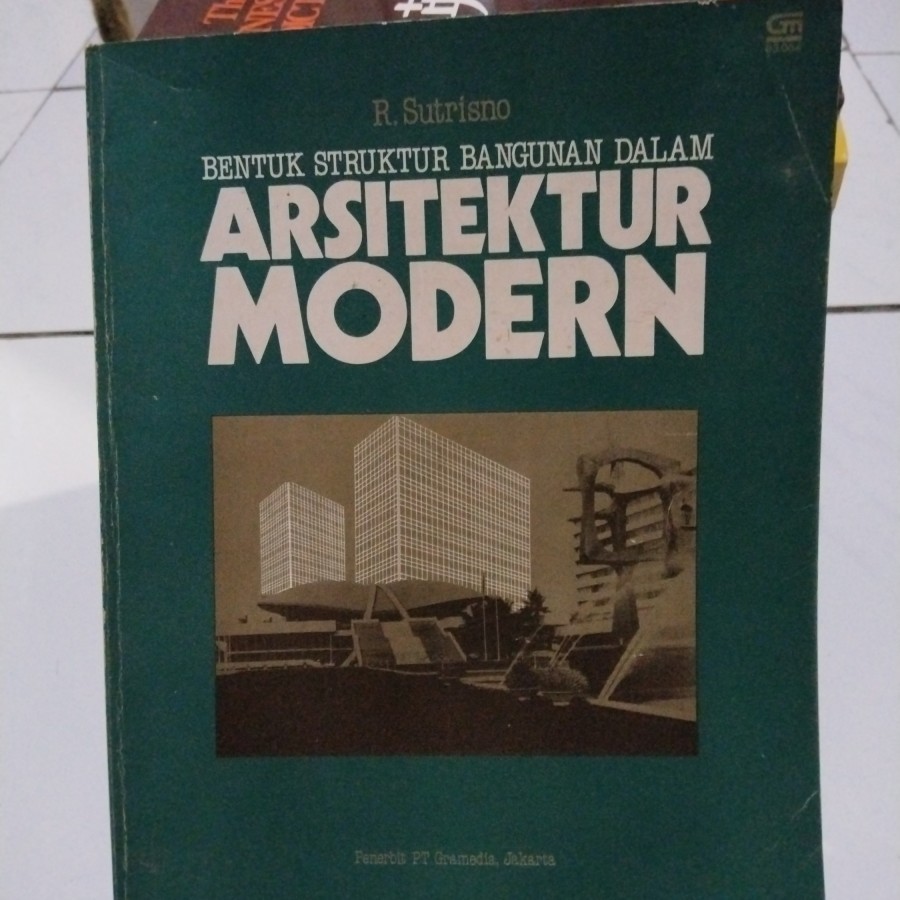 R. Sutrisno
BENTUK STRUKTUR BANGUNAN DALAM
ARSITEKTUR
MODERN
Penerbit PT Gramedia, Jakarta